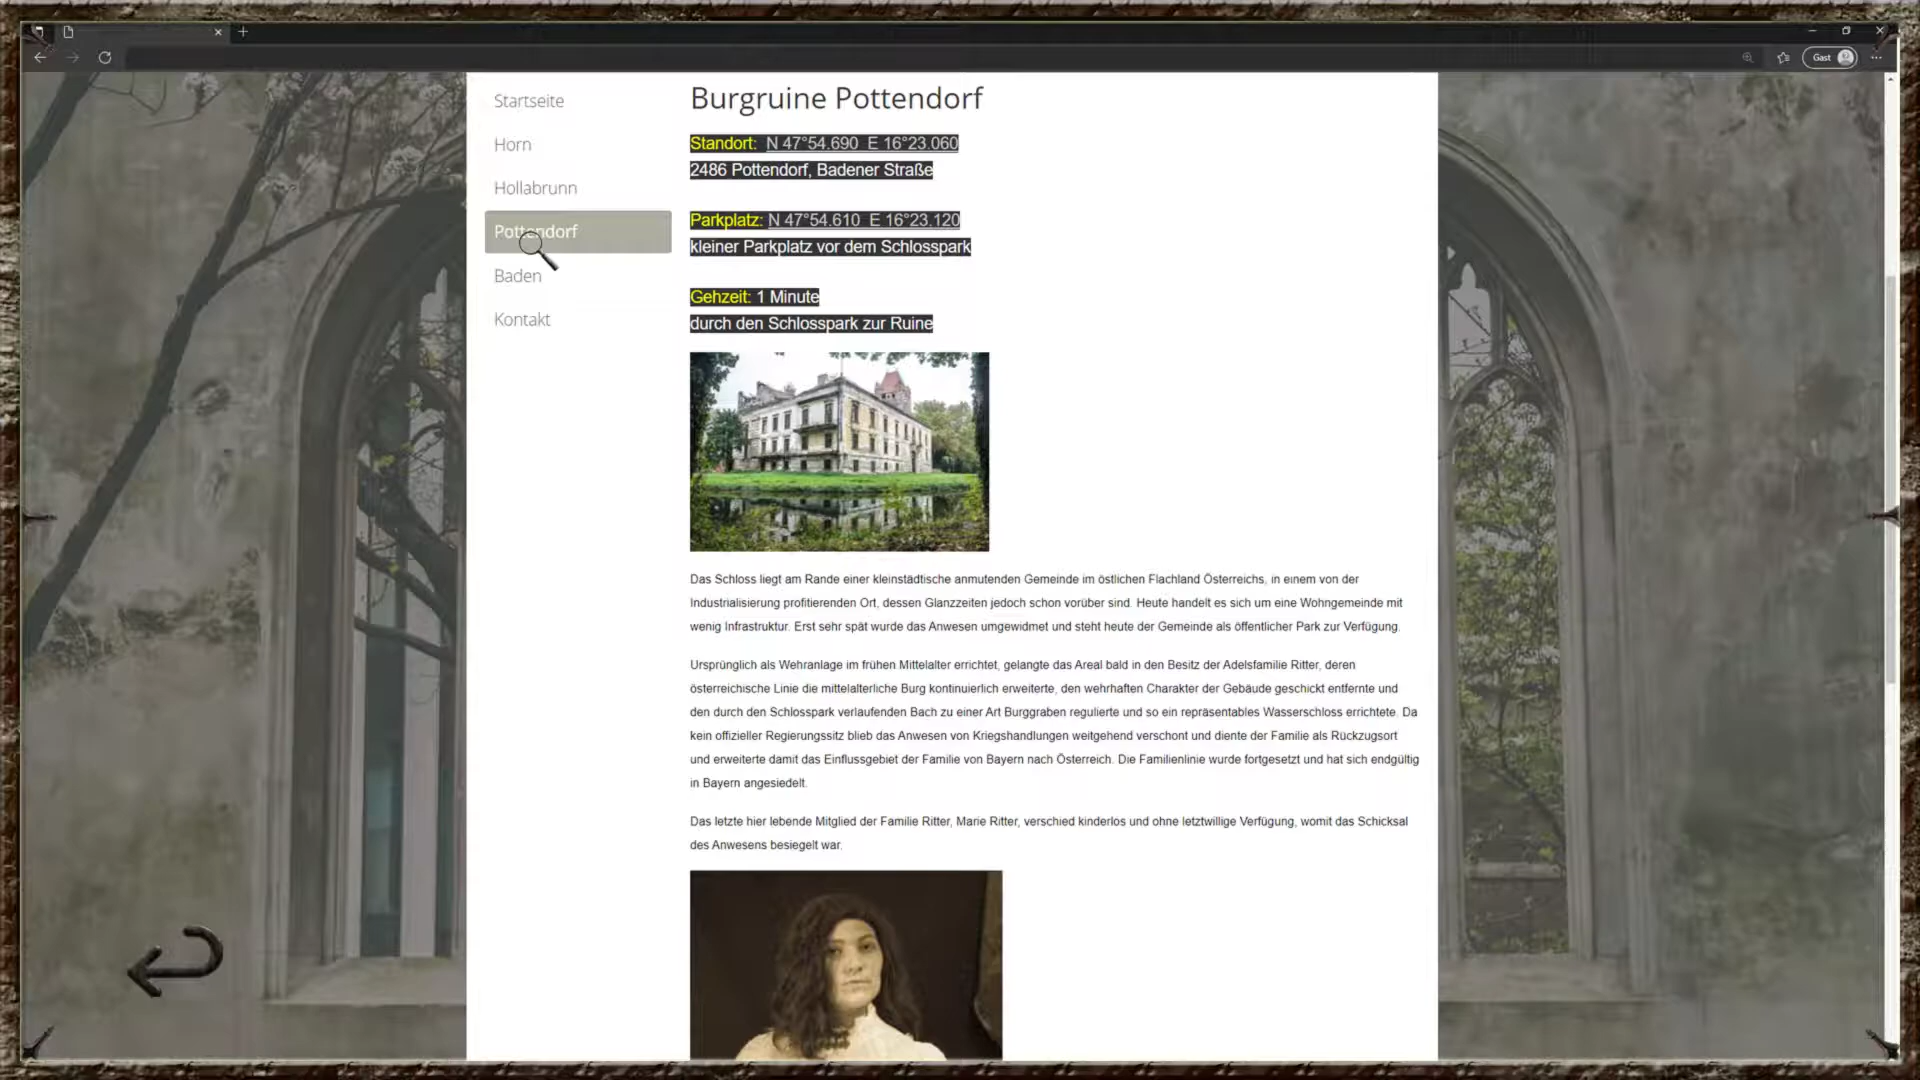 Gast
Startseite
Horn
Hollabrunn
Pottendorf
Baden
Kontakt
Burgruine Pottendorf
Standort: N 47°54.690 E 16°23.060
2486 Pottendorf, Badener Straße
Parkplatz: N 47°54.610 E 16°23.120
kleiner Parkplatz vor dem Schlosspark
Gehzeit: 1 Minute
durch den Schlosspark zur Ruine
Das Schloss liegt am Rande einer kleinstädtische anmutenden Gemeinde im östlichen Flachland Österreichs, in einem von der
Industrialisierung profitierenden Ort, dessen Glanzzeiten jedoch schon vorüber sind. Heute handelt es sich um eine Wohngemeinde mit
wenig Infrastruktur. Erst sehr spät wurde das Anwesen umgewidmet und steht heute der Gemeinde als öffentlicher Park zur Verfügung.
Ursprünglich als Wehranlage im frühen Mittelalter errichtet, gelangte das Areal bald in den Besitz der Adelsfamilie Ritter, deren
österreichische Linie die mittelalterliche Burg kontinuierlich erweiterte, den wehrhaften Charakter der Gebäude geschickt entfernte und
den durch den Schlosspark verlaufenden Bach zu einer Art Burggraben regulierte und so ein repräsentables Wasserschloss errichtete. Da
kein offizieller Regierungssitz blieb das Anwesen von Kriegshandlungen weitgehend verschont und diente der Familie als Rückzugsort
und erweiterte damit das Einflussgebiet der Familie von Bayern nach Österreich. Die Familienlinie wurde fortgesetzt und hat sich endgültig
in Bayern angesiedelt.
Das letzte hier lebende Mitglied der Familie Ritter, Marie Ritter, verschied kinderlos und ohne letztwillige Verfügung, womit das Schicksal
des Anwesens besiegelt war.